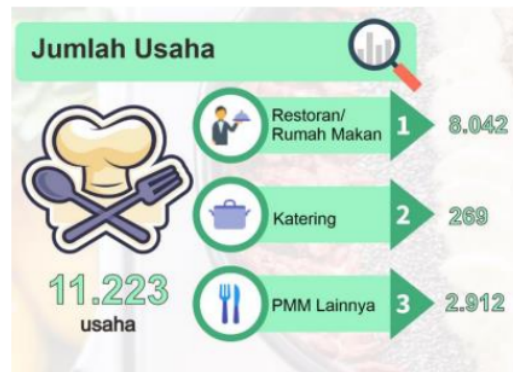 Jumlah Usaha
Restoran/
Rumah Makan
1
8.042
Katering
2
269
PMM Lainnya
3
2.912
11.223
usaha